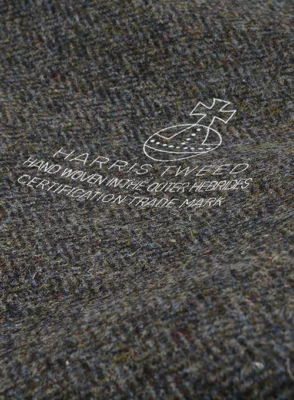 HARRIS TWEED
HAND WOVEN IN THE OUTER HEBRIDES
CERTIFICATION TRADE MARK